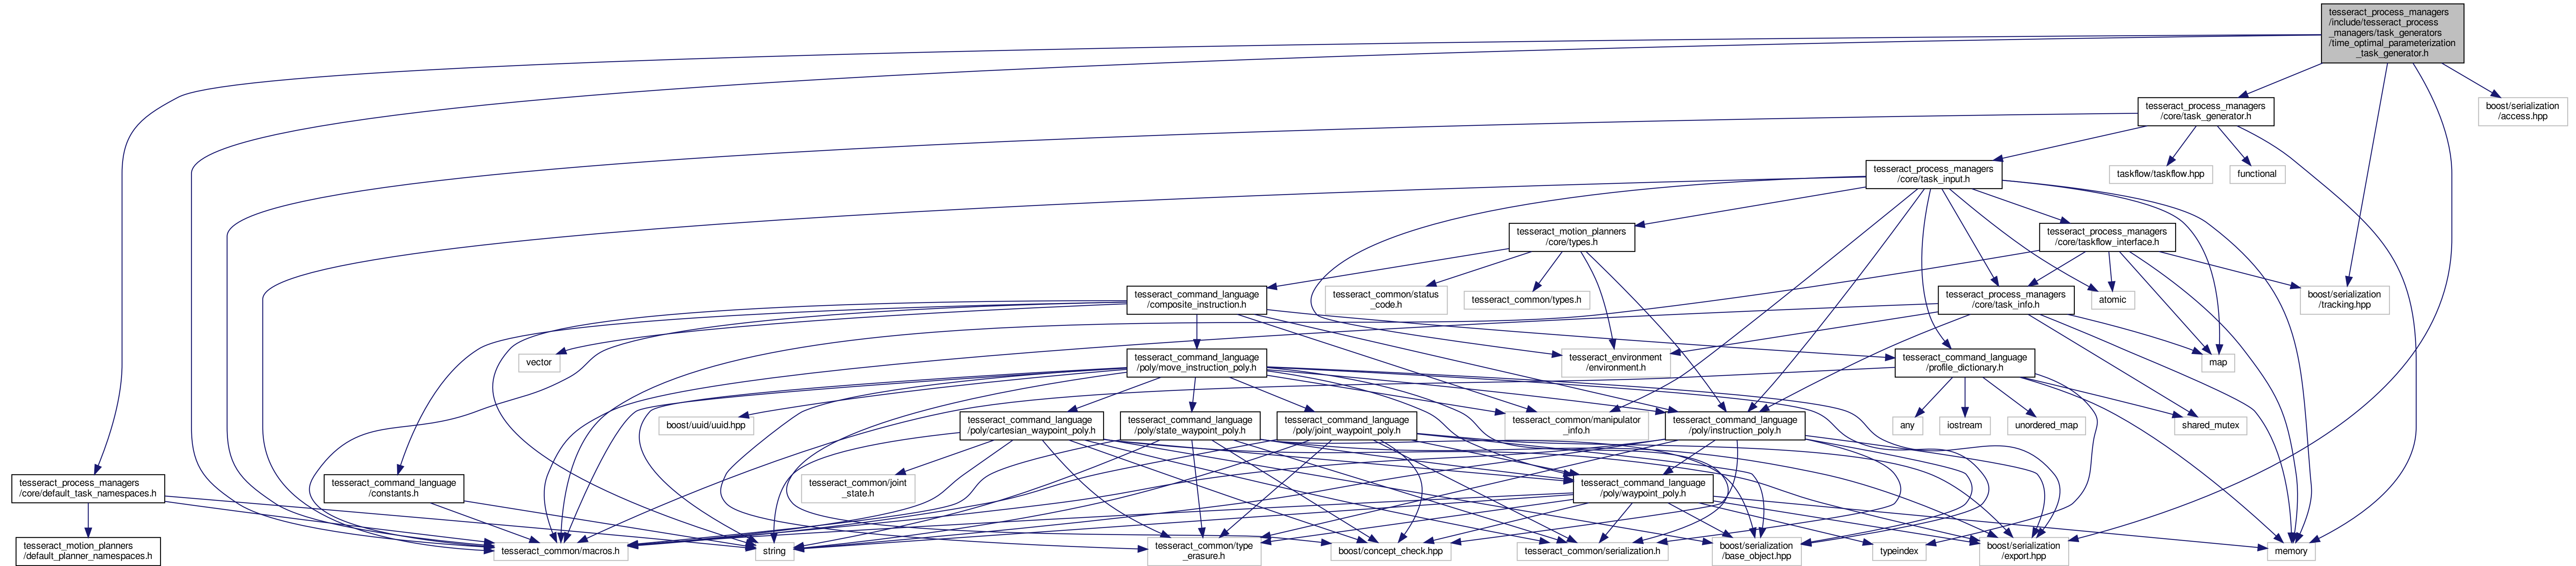 tesseract_process_managers
/include/tesseract_process
_managers/task_generators
/time_optimal_parameterization
_task_generator.h
tesseract_process_managers
/core/task_generator.h
boost/serialization
/access.hpp
tesseract_process_managers
/core/task_input.h
taskflow/taskflow.hpp
functional
tesseract_motion_planners
/core/types.h
tesseract_process_managers
/core/taskflow_interface.h
tesseract_command_language
/composite_instruction.h
tesseract_common/status
_code.h
tesseract_common/types.h
tesseract_process_managers
/core/task_info.h
atomic
boost/serialization
/tracking.hpp
vector
tesseract_command_language
/poly/move_instruction_poly.h
tesseract_environment
/environment.h
tesseract_command_language
/profile_dictionary.h
map
boost/uuid/uuid.hpp
tesseract_command_language
/poly/cartesian_waypoint_poly.h
tesseract_command_language
/poly/state_waypoint_poly.h
tesseract_command_language
/poly/joint_waypoint_poly.h
tesseract_common/manipulator
_info.h
tesseract_command_language
/poly/instruction_poly.h
any
iostream
unordered_map
shared_mutex
tesseract_process_managers
/core/default_task_namespaces.h
tesseract_command_language
/constants.h
tesseract_common/joint
_state.h
tesseract_command_language
/poly/waypoint_poly.h
tesseract_motion_planners
/default_planner_namespaces.h
tesseract_common/macros.h
string
tesseract_common/type
_erasure.h
boost/concept_check.hpp
tesseract_common/serialization.h
boost/serialization
/base_object.hpp
typeindex
boost/serialization
/export.hpp
memory